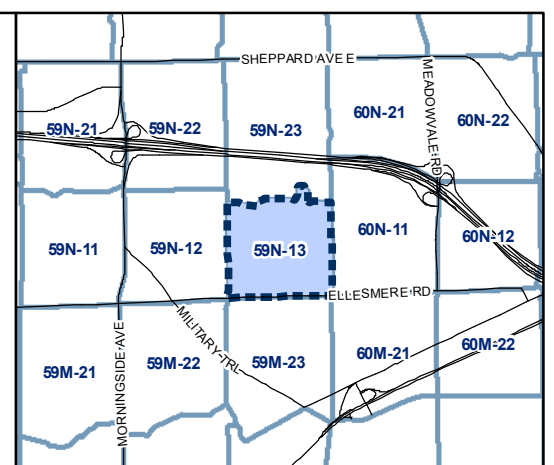 SHEPPARD AVE E
MEADOWVALE RD
60N-21
60N-22
59N-21
59N-22
59N-23
59N-11
59N-12
59N-13
60N-11
60N-12
ELLESMERE RD
MILITARY TRL
MORNINGSIDE AVE
59M-21
59M-22
59M-23
60M-21
60M-22